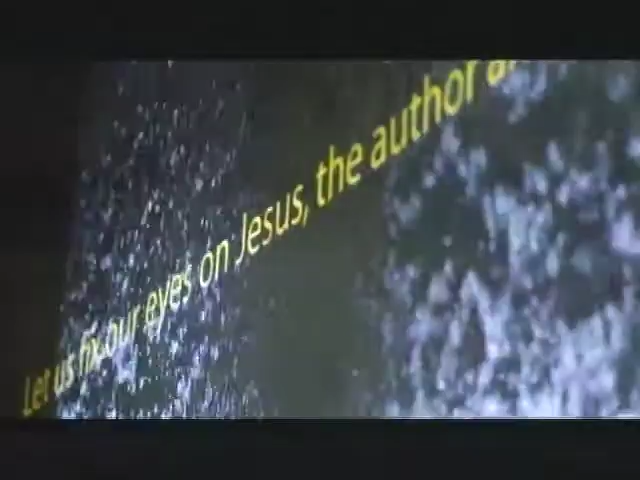 Let us fix our eyes on Jesus, the author a